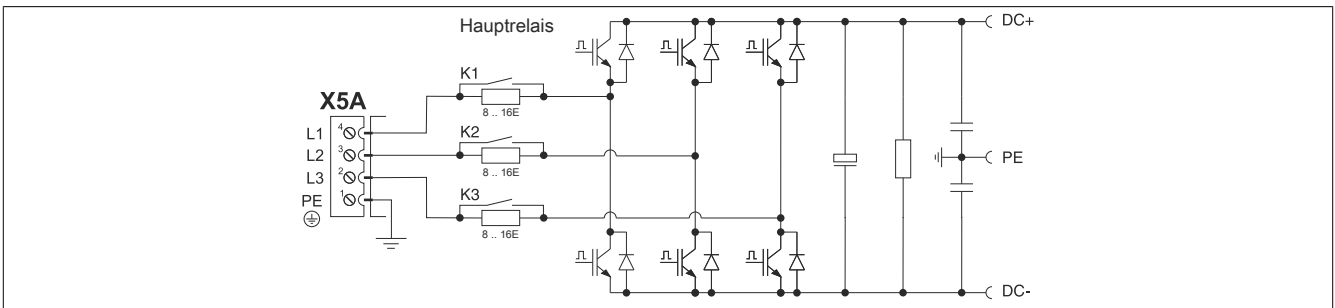 Hauptrelais
DC+
K1
8 .. 16E
X5A
L1 4
K2
8 .. 16E
L2 3
PE
L3 2
K3
8 .. 16E
PE 1
DC-